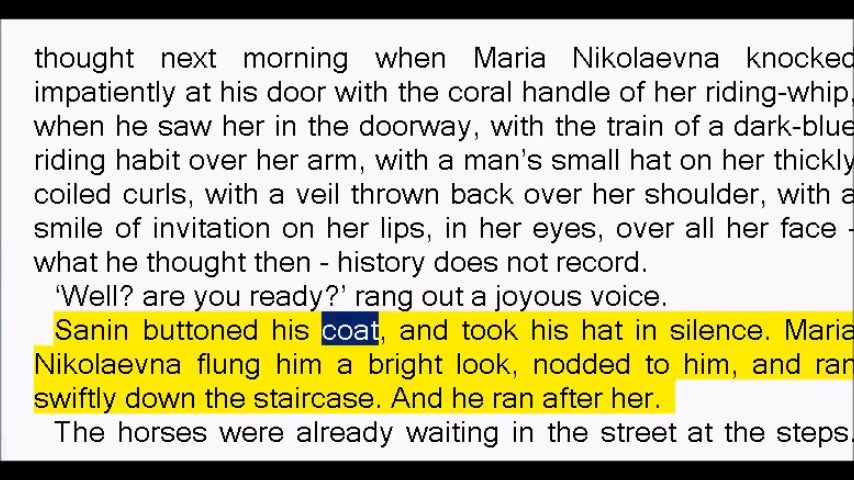 thought next morning when Maria Nikolaevna knocked
impatiently at his door with the coral handle of her riding-whip,
when he saw her in the doorway, with the train of a dark-blue
riding habit over her arm, with a man's small hat on her thickly
coiled curls, with a veil thrown back over her shoulder, with a
smile of invitation on her lips, in her eyes, over all her face -
what he thought then - history does not record.
‘Well? are you ready?’ rang out a joyous voice.
Sanin buttoned his coat, and took his hat in silence. Maria
Nikolaevna flung him a bright look, nodded to him, and ran
swiftly down the staircase. And he ran after her.
The horses were already waiting in the street at the steps.